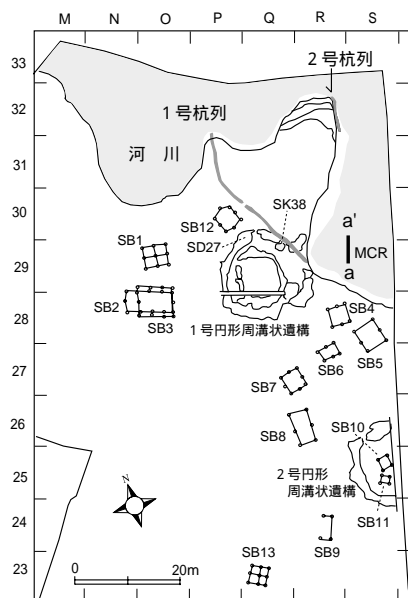 M N O P Q R S
33
32
31
30
29
28
27
26
25
24
23
2号杭列
1号杭列
河 川
SK38
SB12
SD27
a'
MCR
a
SB1
SB2
SB3
1号円形周溝状遺構
SB4
SB5
SB6
SB7
SB8
SB10
2号円形
周溝状遺構
SB11
SB9
SB13
N
0 20m